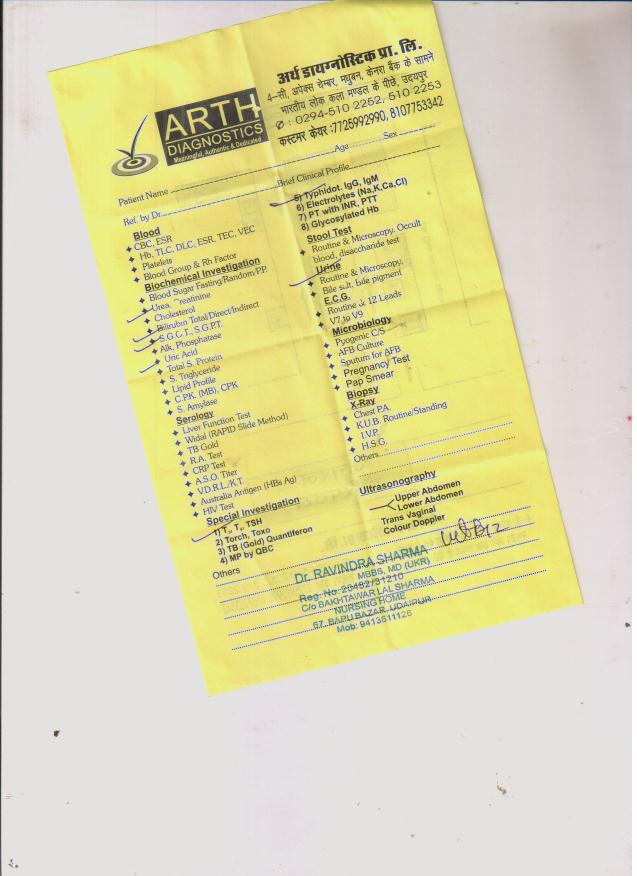 अर्थ डायग्नोस्टिक प्रा. लि.
4–सी, अपेक्स चेम्बर, मधुबन, केनरा बैंक के सामने
भारतीय लोक कला मण्डल के पीछे, उदयपुर
: 0294-510 2252, 510 2253
कस्टमर केयर :7725992990, 8107753342
ARTH
DIAGNOSTICS
Meaningful, Authentic & Dedicated
Patient Name Age Sex
Ref. by Dr. Brief Clinical Profile
Blood
CBC, ESR
Hb, TLC, DLC, ESR, TEC, VEC
Platelets
Blood Group & Rh Factor
Biochemical Investigation
Blood Sugar Fasting/Random/P.P.
Urea, Creatinine
Cholesterol
Bilirubin Total/Direct/Indirect
S.G.O.T., S.G.P.T.
Alk, Phosphatase
Uric Acid
Total S. Protein
S. Triglyceride
Lipid Profile
C.P.K. (MB), CPK
S. Amylase
Serology
Liver Function Test
Widal (RAPID Slide Method)
TB Gold
R.A. Test
CRP Test
A.S.O. Titer
V.D.R.L./K.T.
Australia Antigen (HBs Ag)
HIV Test
Special Investigation
1) T3, T4, TSH
2) Torch, Toxo
3) TB (Gold) Quantiferon
4) MP by QBC
Others
5) Typhidot. IgG, IgM
6) Electrolytes (Na,K,Ca,Cl)
7) PT with INR, PTT
8) Glycosylated Hb
Stool Test
Routine & Microscopy, Occult
blood, disaccharide test
Urine
Routine & Microscopy,
Bile salt, bile pigment
E.C.G.
Routine & 12 Leads
V7 to V9
Microbiology
Pyogenic C/S
AFB Culture
Sputum for AFB
Pregnancy Test
Pap Smear
Biopsy
X-Ray
Chest P.A.
K.U.B. Routine/Standing
I.V.P.
H.S.G.
Others
Ultrasonography
Upper Abdomen
Lower Abdomen
Trans Vaginal
Colour Doppler
Dr. RAVINDRA SHARMA
MBBS, MD (UKR)
Reg. No. 20482/31210
C/o BAKHTAWAR LAL SHARMA
NURSING HOME
67, BAPU BAZAR, UDAIPUR
Mob: 9413611126